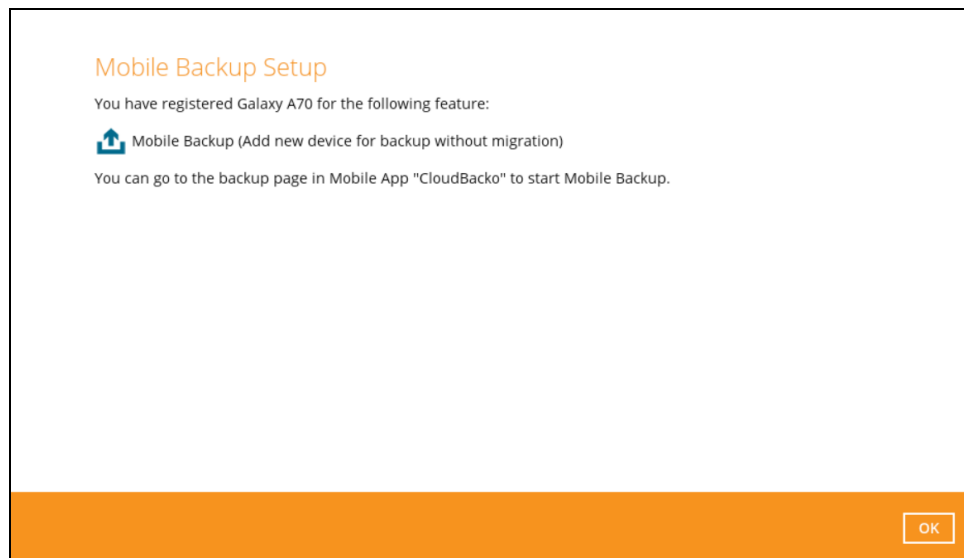 Mobile Backup Setup
You have registered Galaxy A70 for the following feature:
Mobile Backup (Add new device for backup without migration)
You can go to the backup page in Mobile App "CloudBacko" to start Mobile Backup.
OK